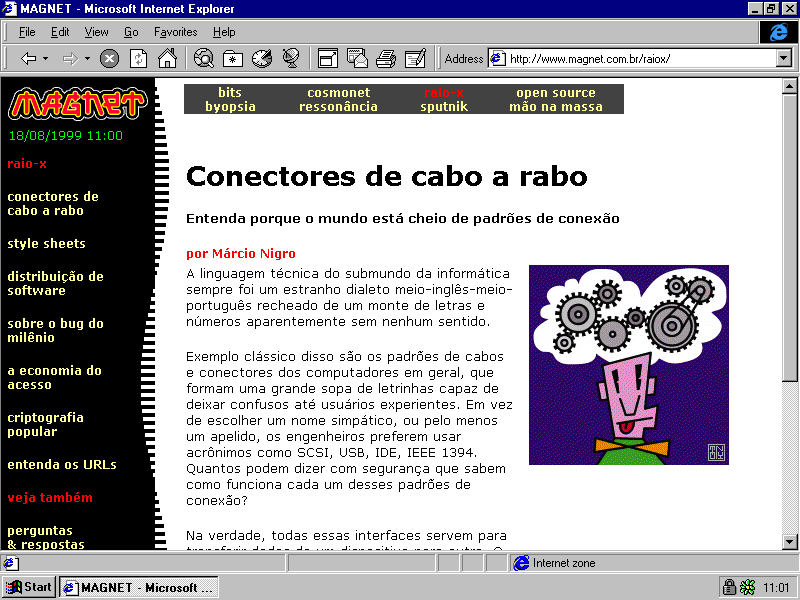 MAGNET - Microsoft Internet Explorer
File Edit View Go Favorites Help
Address http://www.magnet.com.br/raiox/
MAGNET
18/08/1999 11:00
raio-x
conectores de
cabo a rabo
style sheets
distribuição de
software
sobre o bug do
milênio
a economia do
acesso
criptografia
popular
entenda os URLs
veja também
perguntas
& respostas
bits cosmonet raio-x open source
byopsia ressonância sputnik mão na massa
Conectores de cabo a rabo
Entenda porque o mundo está cheio de padrões de conexão
por Márcio Nigro
A linguagem técnica do submundo da informática
sempre foi um estranho dialeto meio-inglês-meio-
português recheado de um monte de letras e
números aparentemente sem nenhum sentido.
Exemplo clássico disso são os padrões de cabos
e conectores dos computadores em geral, que
formam uma grande sopa de letrinhas capaz de
deixar confusos até usuários experientes. Em vez
de escolher um nome simpático, ou pelo menos
um apelido, os engenheiros preferem usar
acrônimos como SCSI, USB, IDE, IEEE 1394.
Quantos podem dizer com segurança que sabem
como funciona cada um desses padrões de
conexão?
Na verdade, todas essas interfaces servem para
transferir dados de um dispositivo para outro. O
Internet zone
Start MAGNET - Microsoft ... 11:01